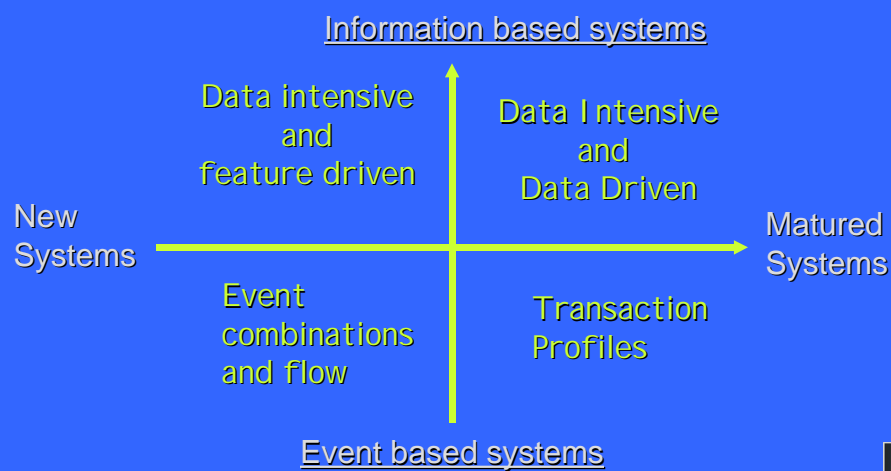 Information based systems
Data intensive
and
feature driven
Data Intensive
and
Data Driven
New
Systems
Matured
Systems
Event
combinations
and flow
Transaction
Profiles
Event based systems